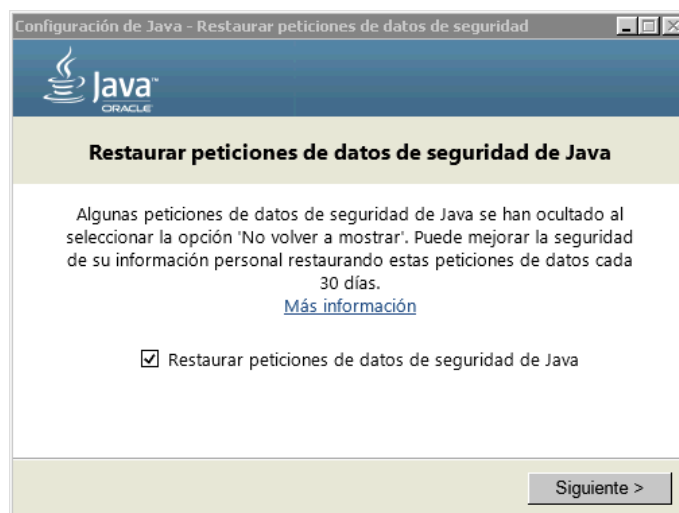 Configuración de Java - Restaurar peticiones de datos de seguridad
Java™
ORACLE
Restaurar peticiones de datos de seguridad de Java
Algunas peticiones de datos de seguridad de Java se han ocultado al
seleccionar la opción 'No volver a mostrar'. Puede mejorar la seguridad
de su información personal restaurando estas peticiones de datos cada
30 días.
Más información
Restaurar peticiones de datos de seguridad de Java
Siguiente >